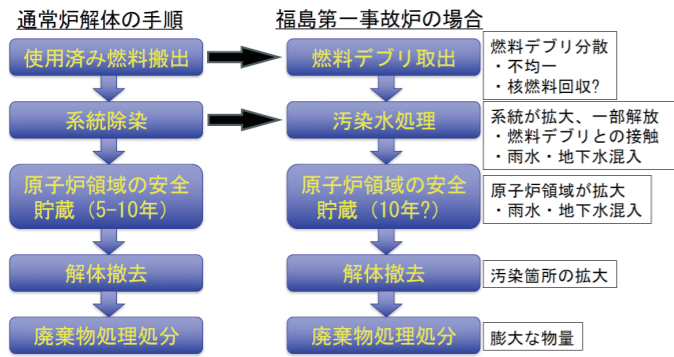 通常炉解体の手順
使用済み燃料搬出
系統除染
原子炉領域の安全
貯蔵（5-10年）
解体撤去
廃棄物処理処分
福島第一事故炉の場合
燃料デブリ取出
汚染水処理
原子炉領域の安全
貯蔵（10年?）
解体撤去
廃棄物処理処分
燃料デブリ分散
・不均一
・核燃料回収?
系統が拡大、一部解放
・燃料デブリとの接触
・雨水・地下水混入
原子炉領域が拡大
・雨水・地下水混入
汚染箇所の拡大
膨大な物量